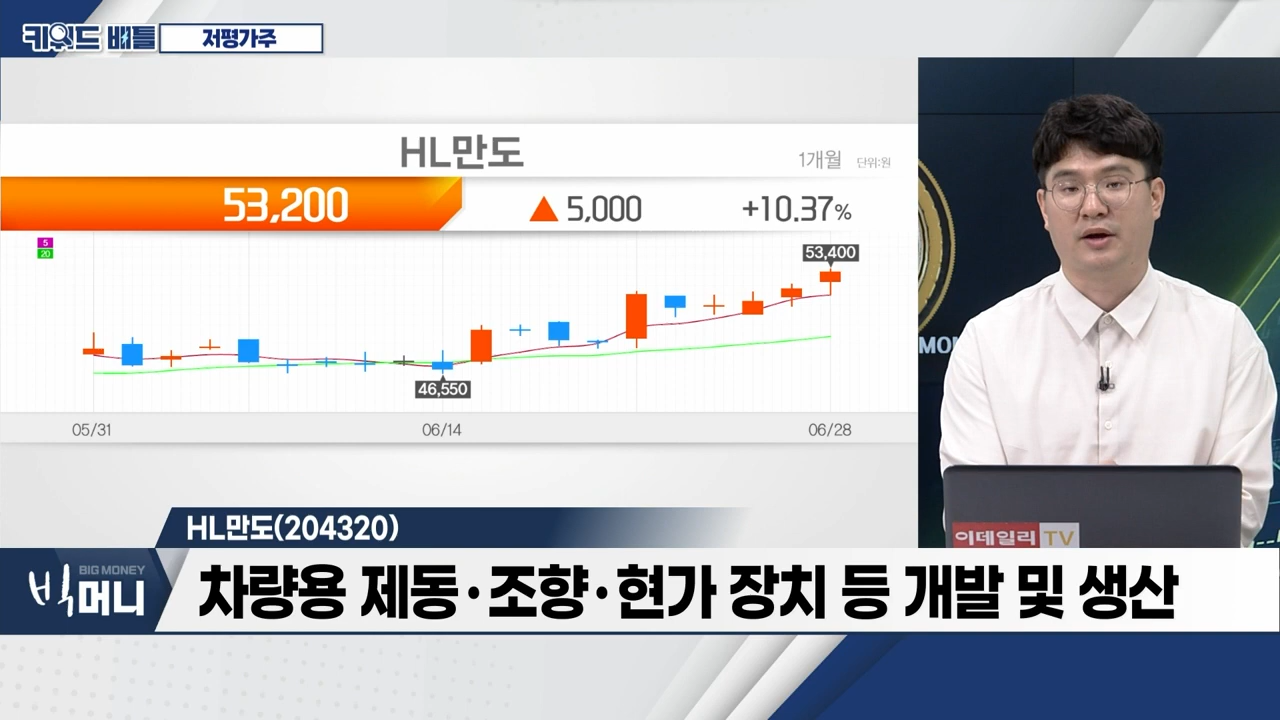 키워드 배틀
저평가주
HL만도
1개월 단위:원
53,200 ▲ 5,000 +10.37%
5
20
53,400
46,550
05/31 06/14 06/28
MON
HL만도(204320)
이데일리TV
BIG MONEY
빅머니
차량용 제동·조향·현가 장치 등 개발 및 생산